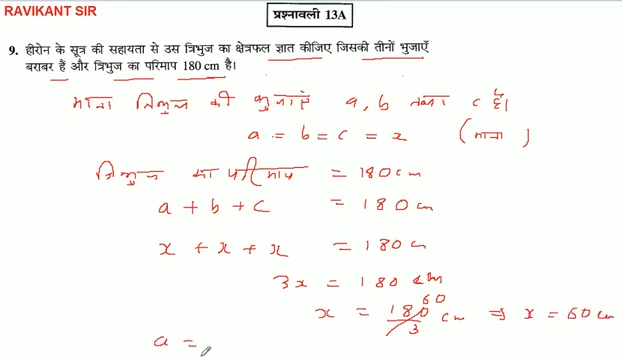 RAVIKANT SIR
प्रश्नावली 13A
9. हीरोन के सूत्र की सहायता से उस त्रिभुज का क्षेत्रफल ज्ञात कीजिए जिसकी तीनों भुजाएँ
बराबर हैं और त्रिभुज का परिमाप 180 cm है।
माना त्रिभुज की भुजाएं a, b तथा c है।
a = b = c = x (माना)
त्रिभुज का परिमाप = 180 cm
a + b + c = 180 cm
x + x + x = 180 c
3x = 180 cm
x = 180/3 60 cm ⇒ x = 60 cm
a =